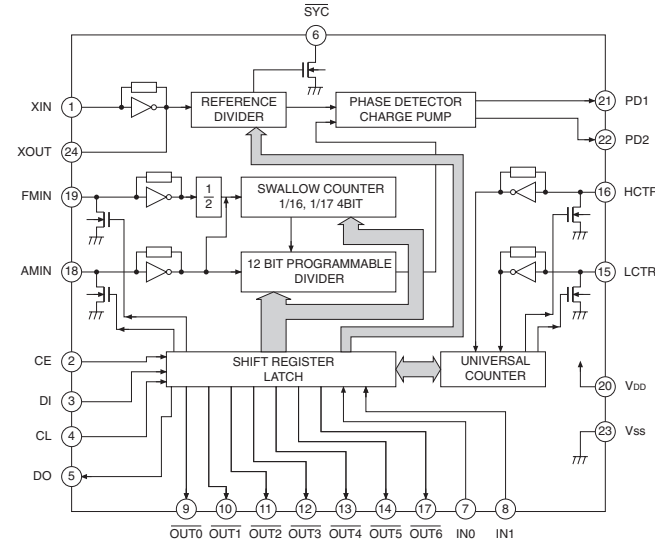 SYC
6
XIN
1
REFERENCE
DIVIDER
PHASE DETECTOR
CHARGE PUMP
21
PD1
XOUT
24
22
PD2
FMIN
19
1
2
SWALLOW COUNTER
1/16, 1/17 4BIT
16
HCTR
AMIN
18
12 BIT PROGRAMMABLE
DIVIDER
15
LCTR
CE
2
SHIFT REGISTER
LATCH
UNIVERSAL
COUNTER
20
VDD
DI
3
CL
4
23
Vss
DO
5
9
10
11
12
13
14
17
7
8
OUT0
OUT1
OUT2
OUT3
OUT4
OUT5
OUT6
IN0
IN1